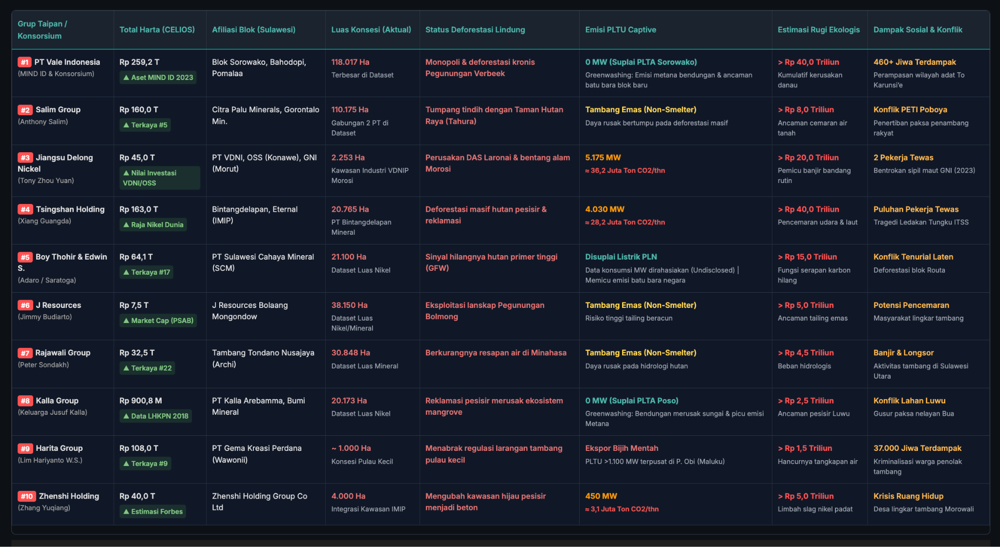 Grup Taipan /
Konsorsium
Total Harta (CELIOS)
Afiliasi Blok (Sulawesi)
Luas Konsesi (Aktual)
Status Deforestasi Lindung
Emisi PLTU Captive
Estimasi Rugi Ekologis
Dampak Sosial & Konflik
#1 PT Vale Indonesia
(MIND ID & Konsorsium)
Rp 259,2 T
▲ Aset MIND ID 2023
Blok Sorowako, Bahodopi,
Pomalaa
118.017 Ha
Terbesar di Dataset
Monopoli & deforestasi kronis
Pegunungan Verbeek
0 MW (Suplai PLTA Sorowako)
Greenwashing: Emisi metana bendungan & ancaman
batu bara blok baru
> Rp 40,0 Triliun
Kumulatif kerusakan
danau
460+ Jiwa Terdampak
Perampasan wilayah adat To
Karunsi'e
#2 Salim Group
(Anthony Salim)
Rp 160,0 T
▲ Terkaya #5
Citra Palu Minerals, Gorontalo
Min.
110.175 Ha
Gabungan 2 PT di
Dataset
Tumpang tindih dengan Taman Hutan
Raya (Tahura)
Tambang Emas (Non-Smelter)
Daya rusak bertumpu pada deforestasi masif
> Rp 8,0 Triliun
Ancaman cemaran air
tanah
Konflik PETI Poboya
Penertiban paksa penambang
rakyat
#3 Jiangsu Delong
Nickel
(Tony Zhou Yuan)
Rp 45,0 T
▲ Nilai Investasi
VDNI/OSS
PT VDNI, OSS (Konawe), GNI
(Morut)
2.253 Ha
Kawasan Industri VDNIP
Morosi
Perusakan DAS Laronai & bentang alam
Morosi
5.175 MW
≈ 36,2 Juta Ton CO2/thn
> Rp 20,0 Triliun
Pemicu banjir bandang
rutin
2 Pekerja Tewas
Bentrokan sipil maut GNI (2023)
#4 Tsingshan Holding
(Xiang Guangda)
Rp 163,0 T
▲ Raja Nikel Dunia
Bintangdelapan, Eternal
(IMIP)
20.765 Ha
PT Bintangdelapan
Mineral
Deforestasi masif hutan pesisir &
reklamasi
4.030 MW
≈ 28,2 Juta Ton CO2/thn
> Rp 40,0 Triliun
Pencemaran udara & laut
Puluhan Pekerja Tewas
Tragedi Ledakan Tungku ITSS
#5 Boy Thohir & Edwin
S.
(Adaro / Saratoga)
Rp 64,1 T
▲ Terkaya #17
PT Sulawesi Cahaya Mineral
(SCM)
21.100 Ha
Dataset Luas Nikel
Sinyal hilangnya hutan primer tinggi
(GFW)
Disuplai Listrik PLN
Data konsumsi MW dirahasiakan (Undisclosed) |
Memicu emisi batu bara negara
> Rp 15,0 Triliun
Fungsi serapan karbon
hilang
Konflik Tenurial Laten
Deforestasi blok Routa
#6 J Resources
(Jimmy Budiarto)
Rp 7,5 T
▲ Market Cap (PSAB)
J Resources Bolaang
Mongondow
38.150 Ha
Dataset Luas
Nikel/Mineral
Eksploitasi lanskap Pegunungan
Bolmong
Tambang Emas (Non-Smelter)
Risiko tinggi tailing beracun
> Rp 5,0 Triliun
Ancaman tailing emas
Potensi Pencemaran
Masyarakat lingkar tambang
#7 Rajawali Group
(Peter Sondakh)
Rp 32,5 T
▲ Terkaya #22
Tambang Tondano Nusajaya
(Archi)
30.848 Ha
Dataset Luas Mineral
Berkurangnya resapan air di Minahasa
Tambang Emas (Non-Smelter)
Daya rusak pada hidrologi hutan
> Rp 4,5 Triliun
Beban hidrologis
Banjir & Longsor
Aktivitas tambang di Sulawesi
Utara
#8 Kalla Group
(Keluarga Jusuf Kalla)
Rp 900,8 M
▲ Data LHKPN 2018
PT Kalla Arebamma, Bumi
Mineral
20.173 Ha
Dataset Luas Nikel
Reklamasi pesisir merusak ekosistem
mangrove
0 MW (Suplai PLTA Poso)
Greenwashing: Bendungan merusak sungai & picu emisi
Metana
> Rp 2,5 Triliun
Ancaman pesisir Luwu
Konflik Lahan Luwu
Gusur paksa nelayan Bua
#9 Harita Group
(Lim Hariyanto W.S.)
Rp 108,0 T
▲ Terkaya #9
PT Gema Kreasi Perdana
(Wawonii)
~ 1.000 Ha
Konsesi Pulau Kecil
Menabrak regulasi larangan tambang
pulau kecil
Ekspor Bijih Mentah
PLTU >1.100 MW terpusat di P. Obi (Maluku)
> Rp 1,5 Triliun
Hancurnya tangkapan air
37.000 Jiwa Terdampak
Kriminalisasi warga penolak
tambang
#10 Zhenshi Holding
(Zhang Yuqiang)
Rp 40,0 T
▲ Estimasi Forbes
Zhenshi Holding Group Co
Ltd
4.000 Ha
Integrasi Kawasan IMIP
Mengubah kawasan hijau pesisir
menjadi beton
450 MW
≈ 3,1 Juta Ton CO2/thn
> Rp 5,0 Triliun
Limbah slag nikel padat
Krisis Ruang Hidup
Desa lingkar tambang Morowali